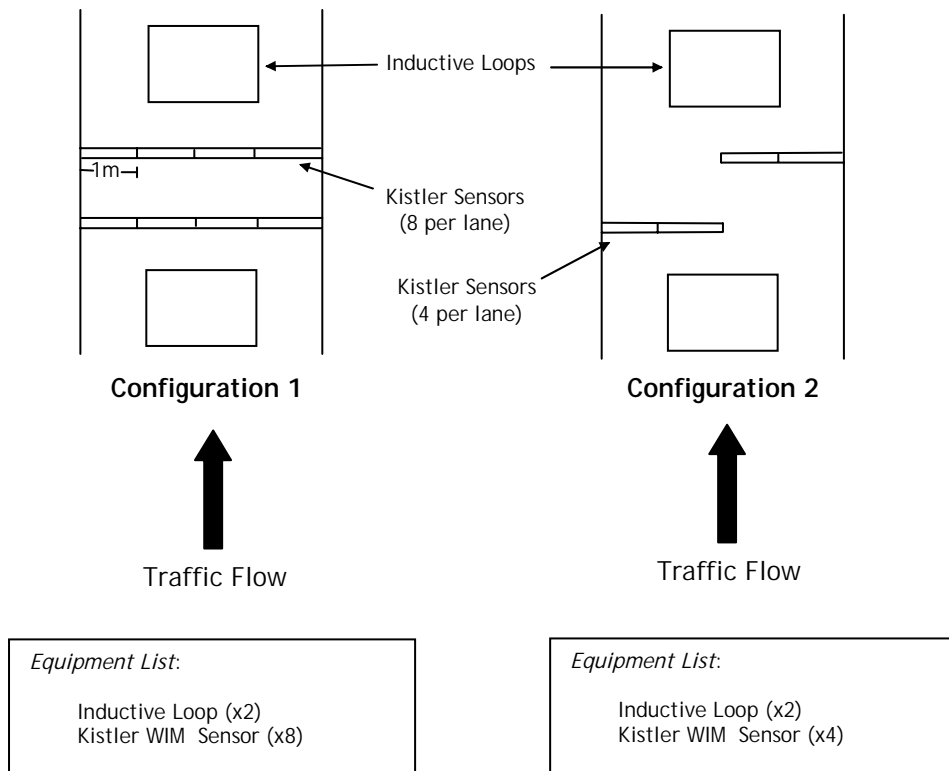 Inductive Loops
1m
Kistler Sensors
(8 per lane)
Kistler Sensors
(4 per lane)
Configuration 1
Configuration 2
Traffic Flow
Traffic Flow
Equipment List:
Inductive Loop (x2)
Kistler WIM Sensor (x8)
Equipment List:
Inductive Loop (x2)
Kistler WIM Sensor (x4)